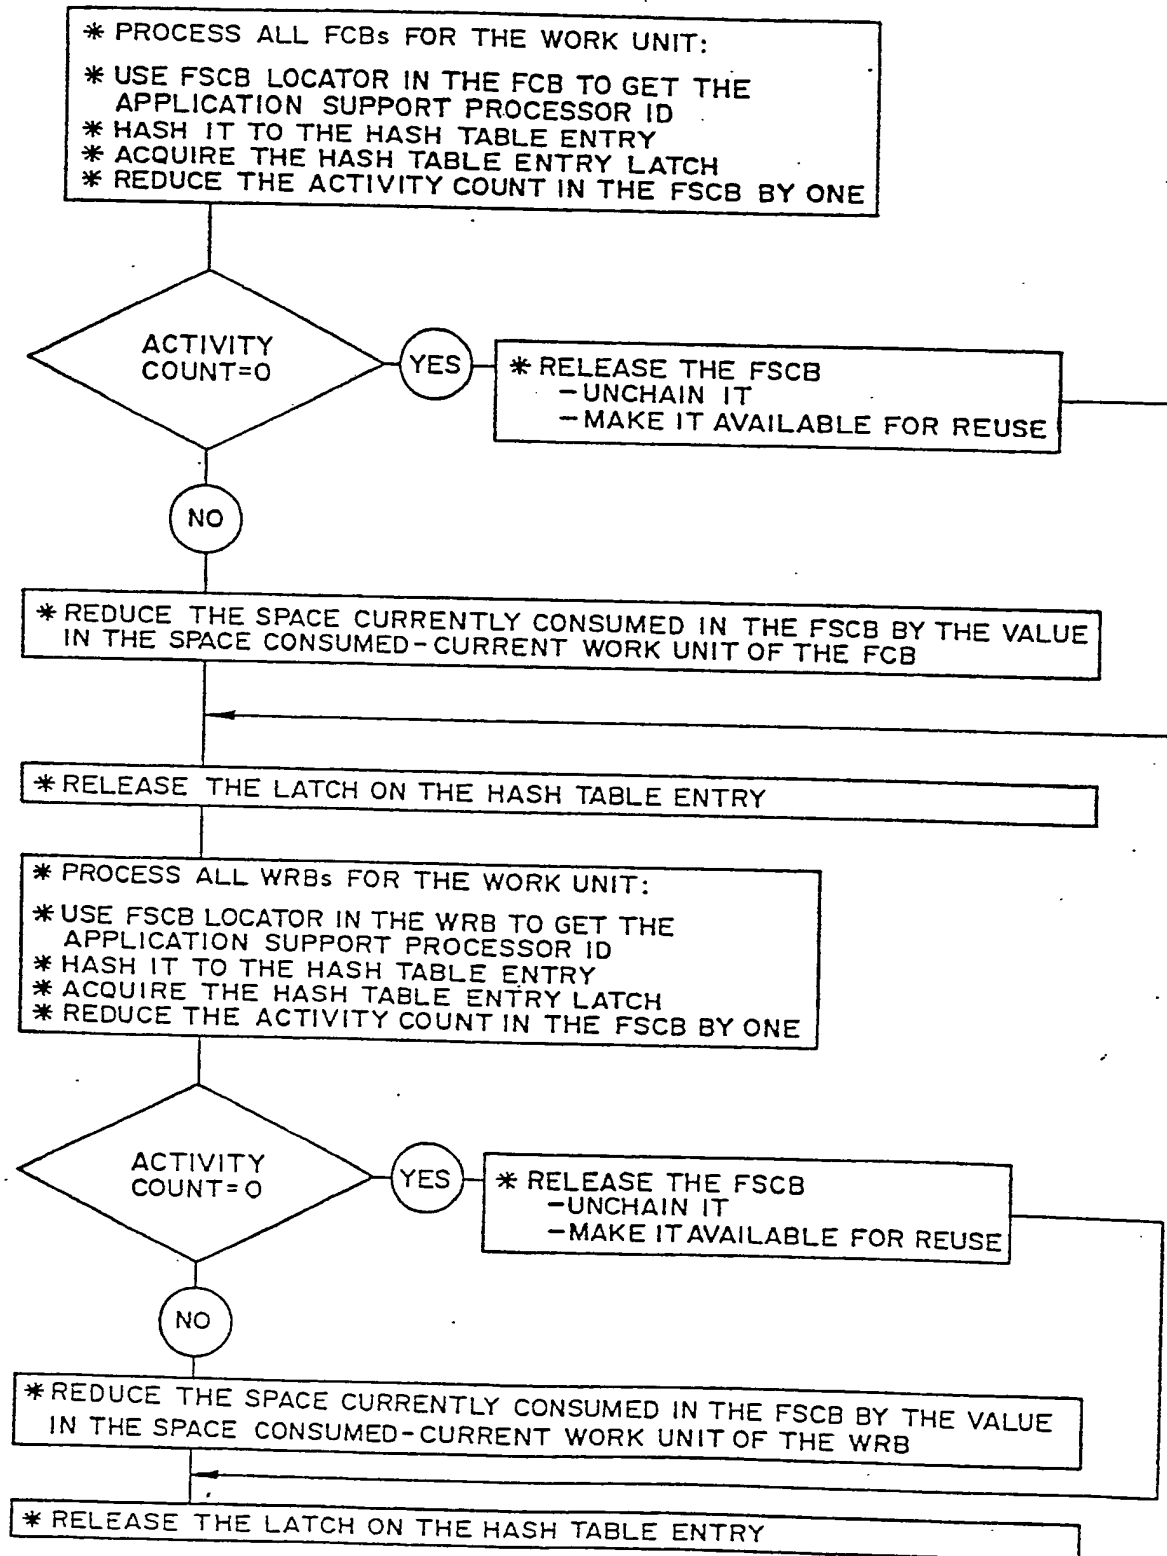 * PROCESS ALL FCBs FOR THE WORK UNIT:
* USE FSCB LOCATOR IN THE FCB TO GET THE
APPLICATION SUPPORT PROCESSOR ID
* HASH IT TO THE HASH TABLE ENTRY
* ACQUIRE THE HASH TABLE ENTRY LATCH
* REDUCE THE ACTIVITY COUNT IN THE FSCB BY ONE
ACTIVITY
COUNT=0
YES
* RELEASE THE FSCB
-UNCHAIN IT
-MAKE IT AVAILABLE FOR REUSE
NO
* REDUCE THE SPACE CURRENTLY CONSUMED IN THE FSCB BY THE VALUE
IN THE SPACE CONSUMED-CURRENT WORK UNIT OF THE FCB
* RELEASE THE LATCH ON THE HASH TABLE ENTRY
* PROCESS ALL WRBs FOR THE WORK UNIT:
* USE FSCB LOCATOR IN THE WRB TO GET THE
APPLICATION SUPPORT PROCESSOR ID
* HASH IT TO THE HASH TABLE ENTRY
* ACQUIRE THE HASH TABLE ENTRY LATCH
* REDUCE THE ACTIVITY COUNT IN THE FSCB BY ONE
ACTIVITY
COUNT=0
YES
* RELEASE THE FSCB
-UNCHAIN IT
-MAKE IT AVAILABLE FOR REUSE
NO
* REDUCE THE SPACE CURRENTLY CONSUMED IN THE FSCB BY THE VALUE
IN THE SPACE CONSUMED-CURRENT WORK UNIT OF THE WRB
* RELEASE THE LATCH ON THE HASH TABLE ENTRY